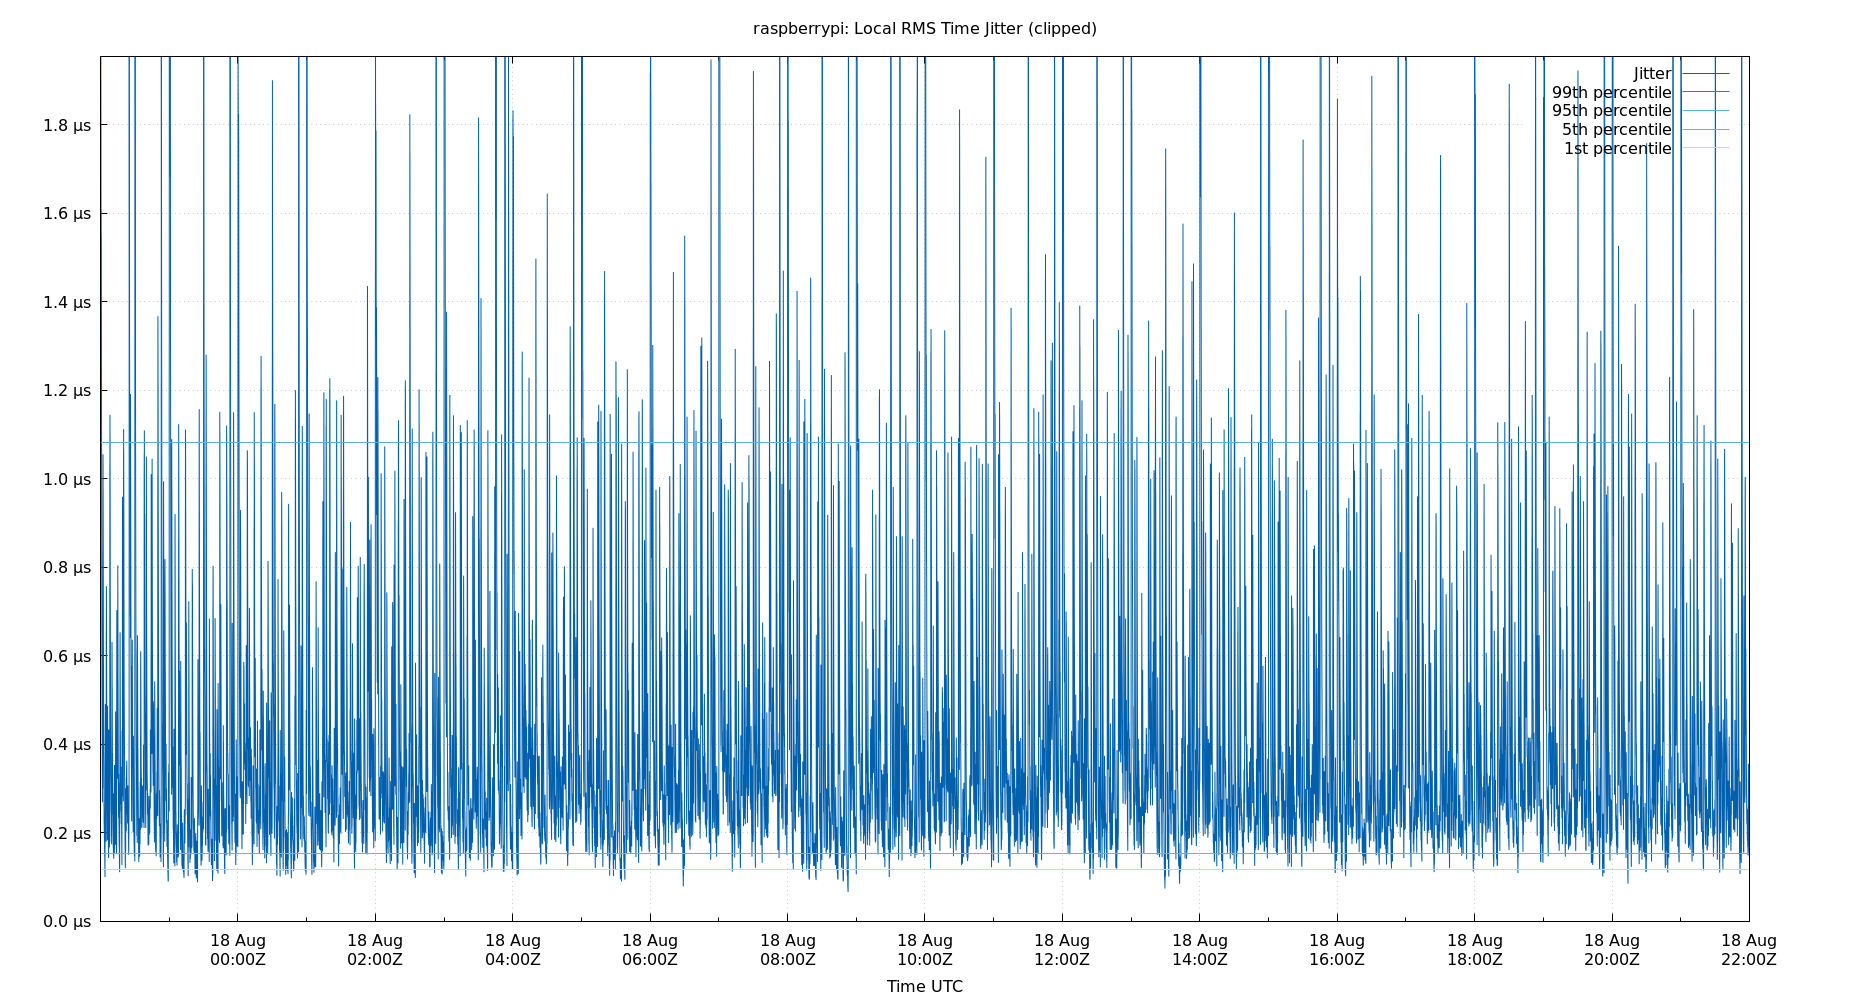 raspberrypi: Local RMS Time Jitter (clipped)
Jitter
99th percentile
95th percentile
5th percentile
1st percentile
1.8 µs
1.6 µs
1.4 µs
1.2 µs
1.0 µs
0.8 µs
0.6 µs
0.4 µs
0.2 µs
0.0 µs
18 Aug 18 Aug 18 Aug 18 Aug 18 Aug 18 Aug 18 Aug 18 Aug 18 Aug 18 Aug 18 Aug 18 Aug
00:00Z 02:00Z 04:00Z 06:00Z 08:00Z 10:00Z 12:00Z 14:00Z 16:00Z 18:00Z 20:00Z 22:00Z
Time UTC